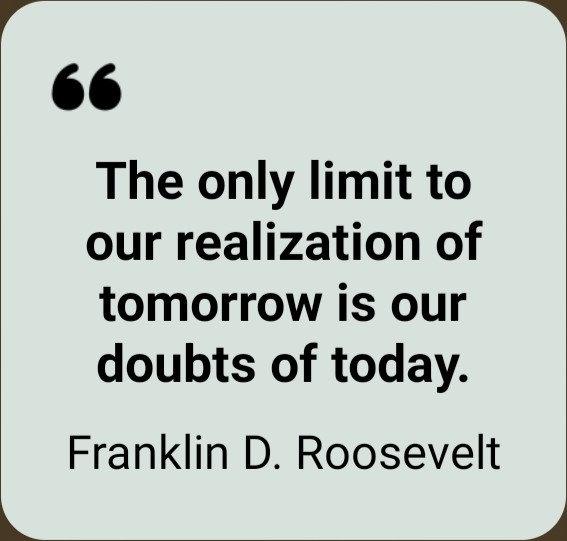 “
The only limit to
our realization of
tomorrow is our
doubts of today.
Franklin D. Roosevelt